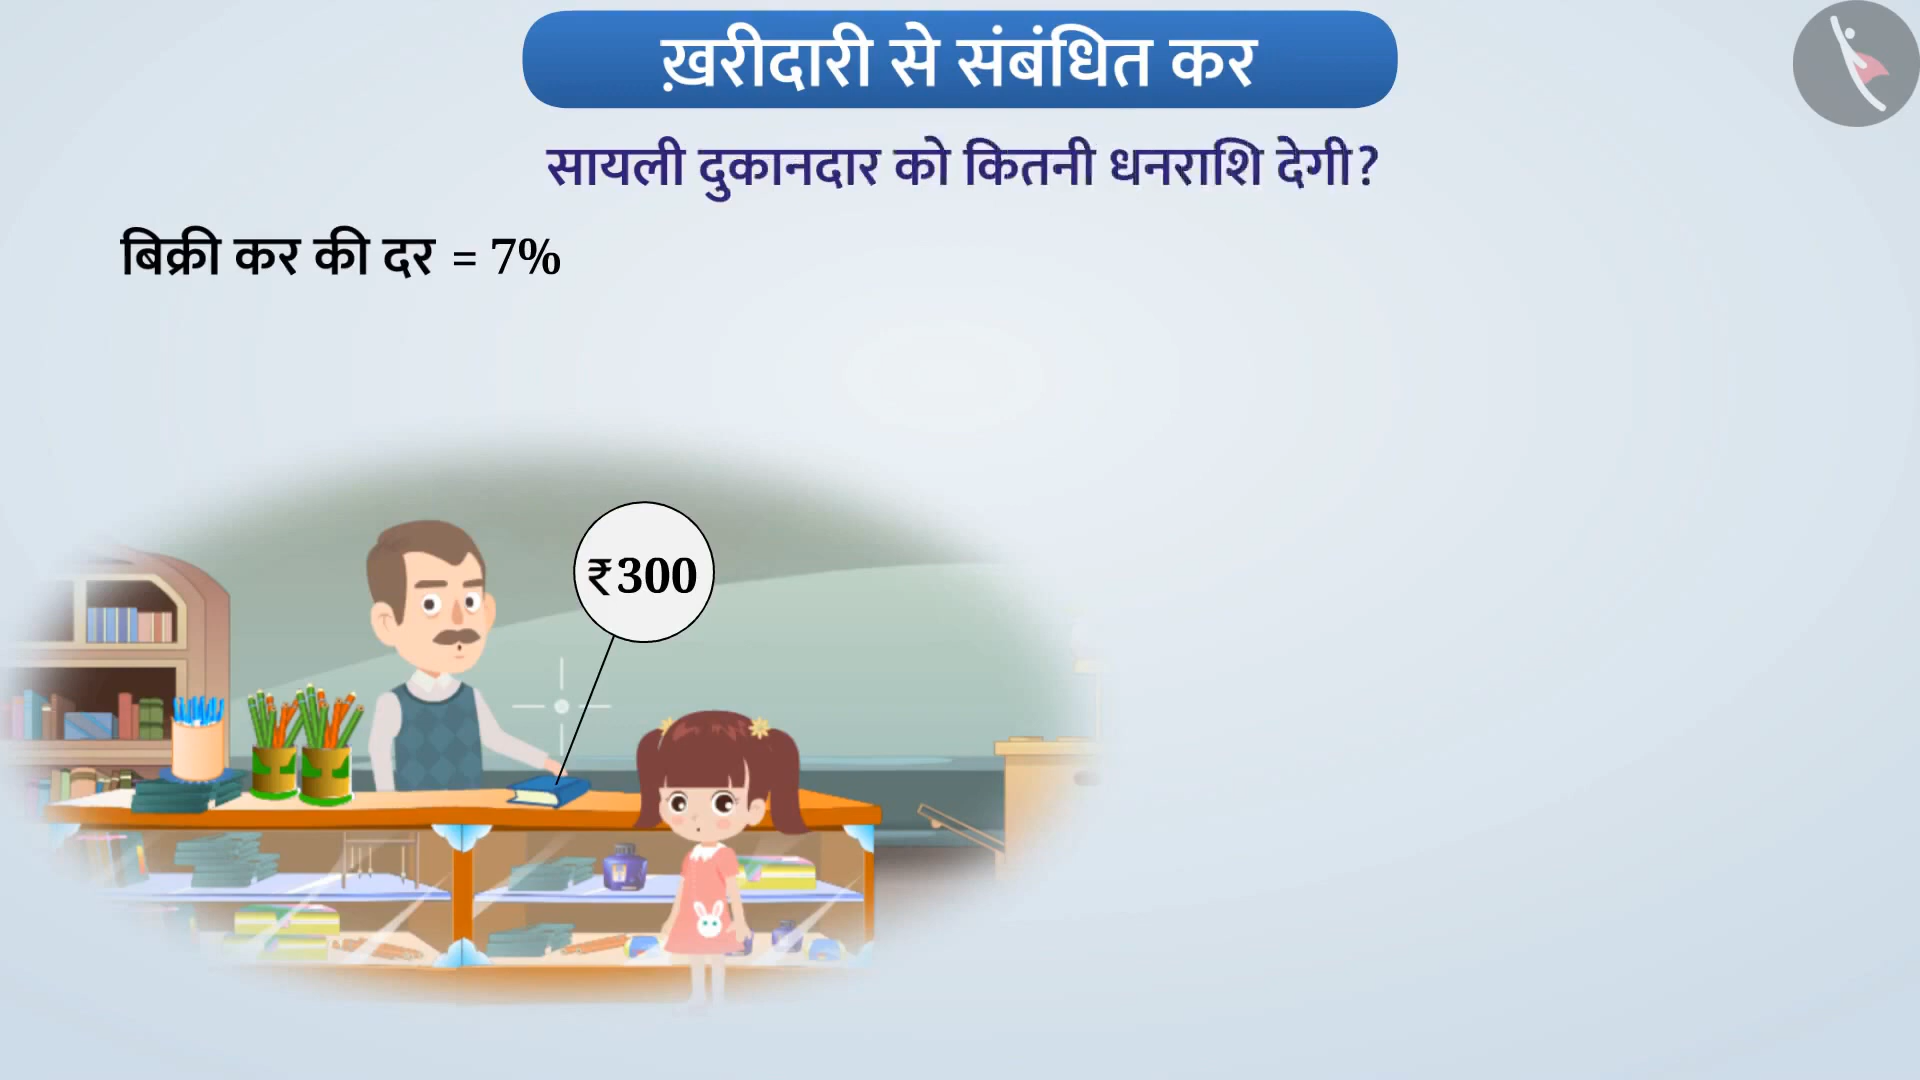 ख़रीदारी से संबंधित कर
सायली दुकानदार को कितनी धनराशि देगी?
बिक्री कर की दर = 7%
₹300